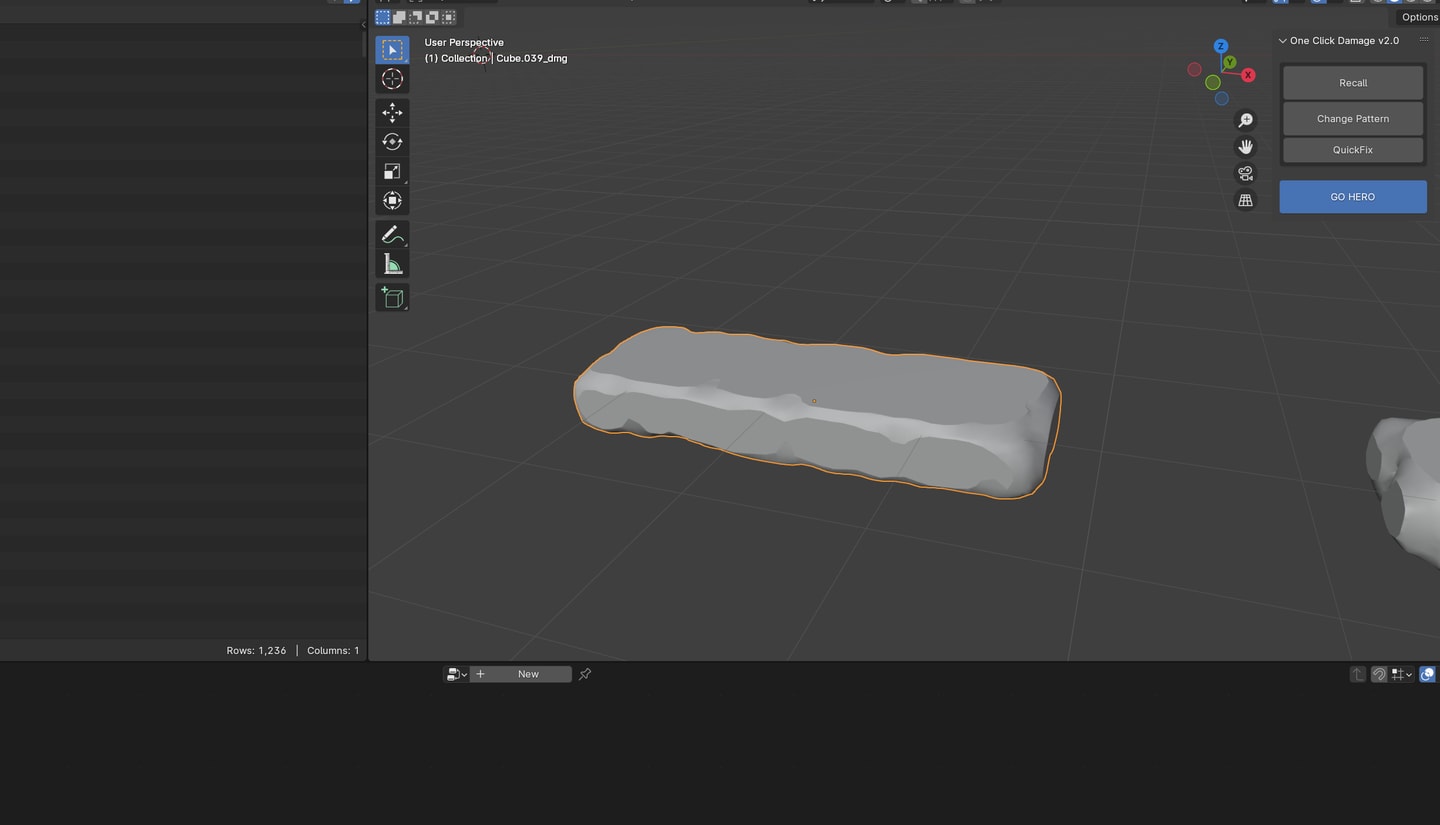 Options
User Perspective
(1) Collection | Cube.039_dmg
Z
Y
X
One Click Damage v2.0
Recall
Change Pattern
QuickFix
GO HERO
Rows: 1,236 | Columns: 1
New